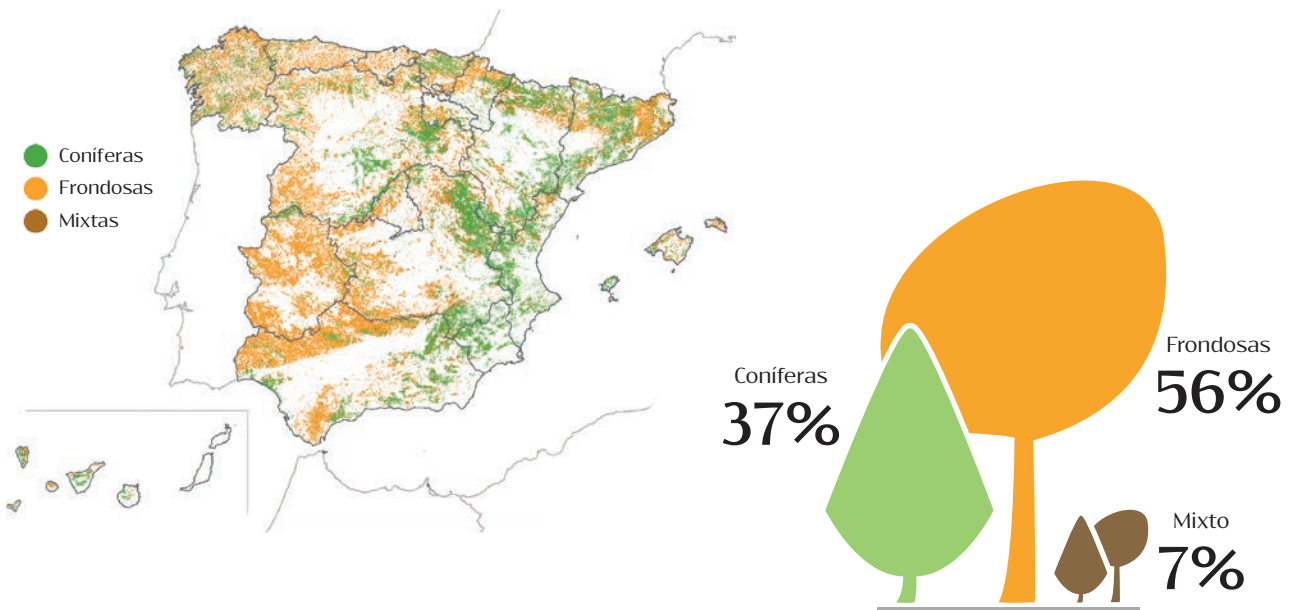 Coníferas
Frondosas
Mixtas
Coníferas
37%
Frondosas
56%
Mixto
7%